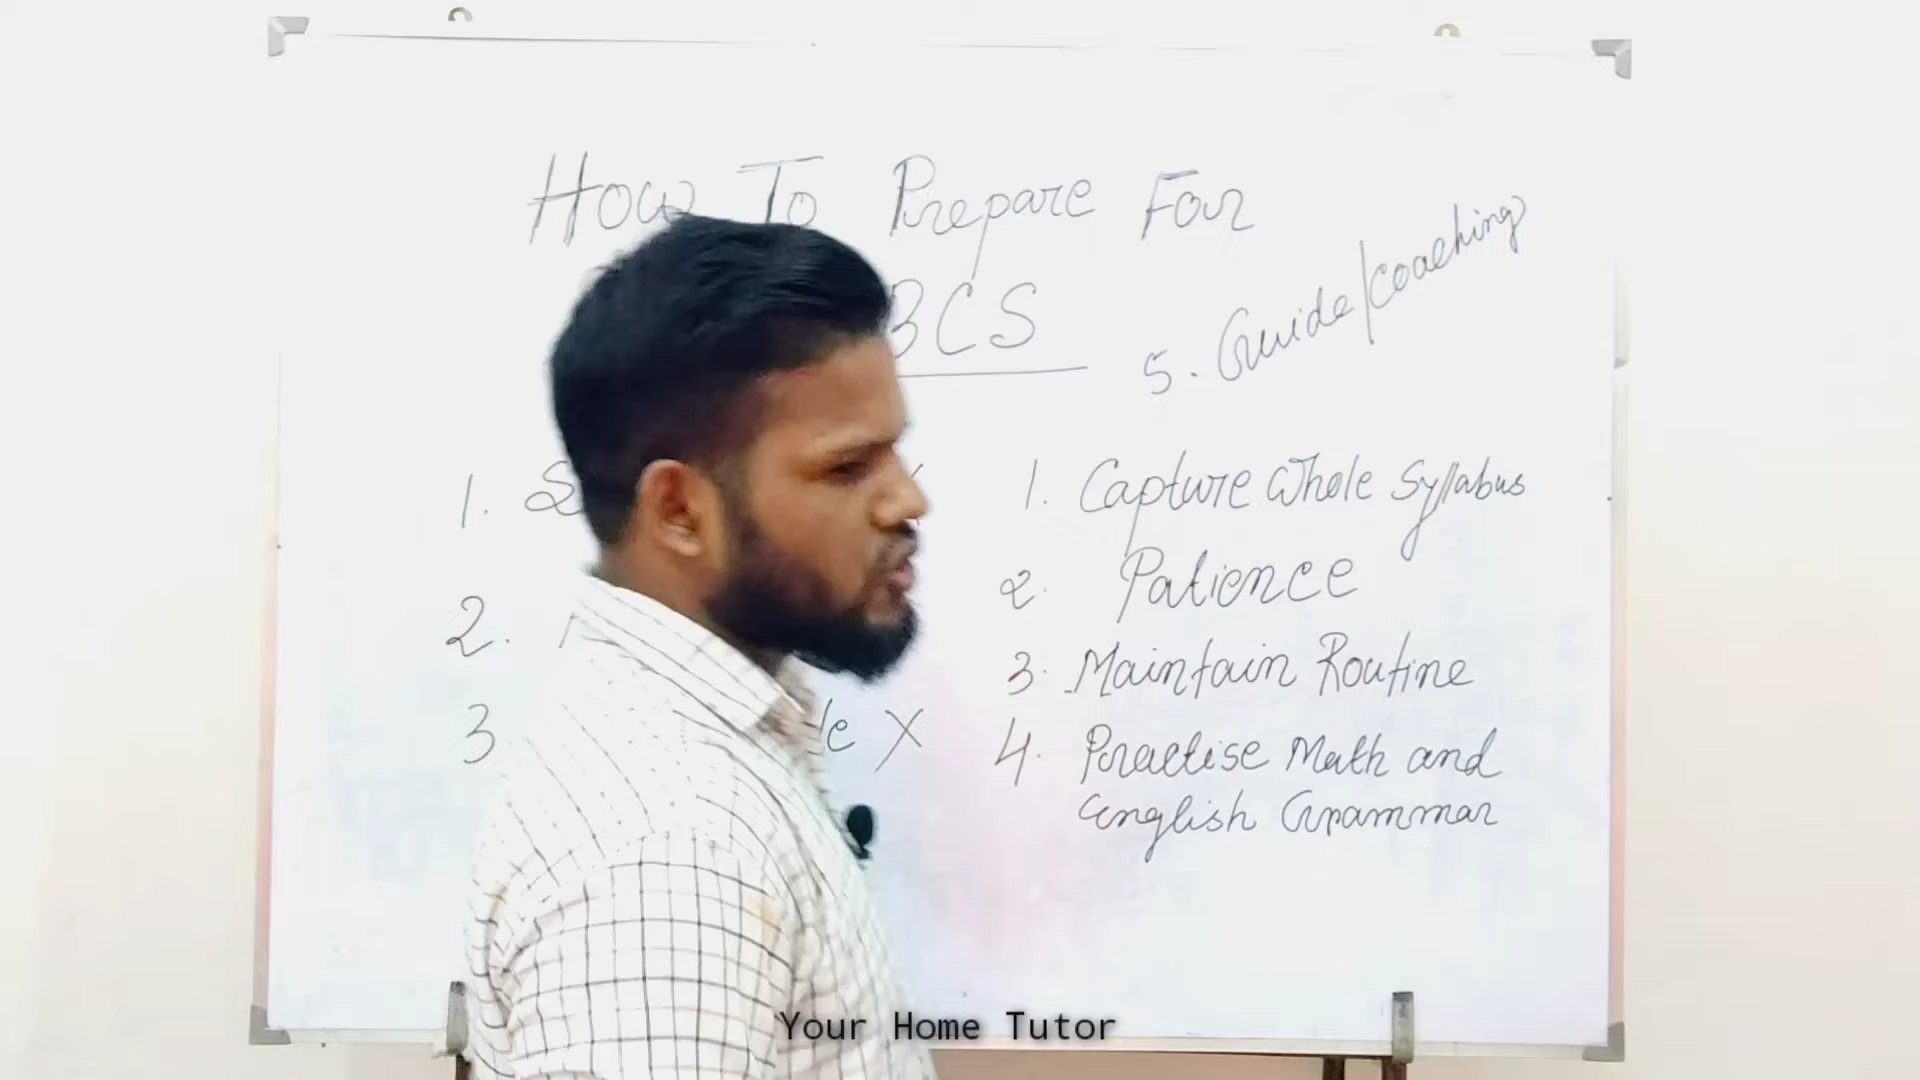 How To Prepare For
BCS
5. Guide/Coaching
1.
2.
3
X
1. Capture Whole Syllabus
2. Patience
3. Maintain Routine
4. Practise Math and
English Grammar
Your Home Tutor